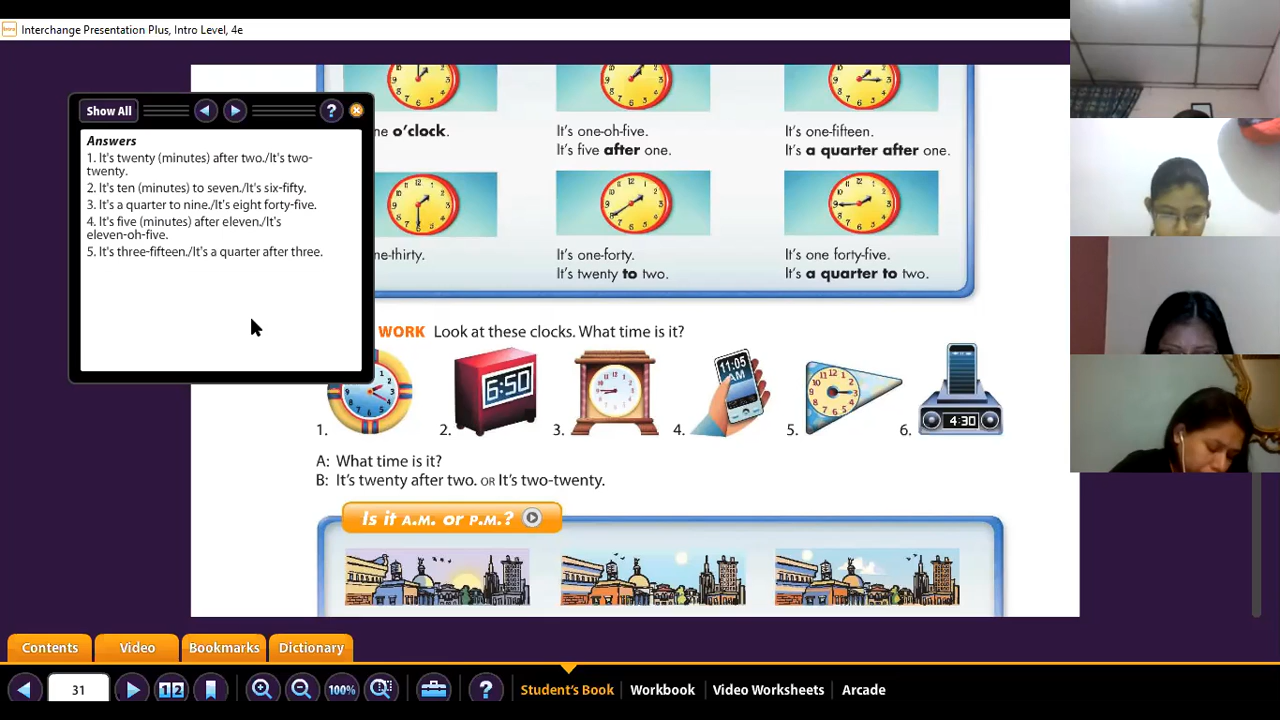 Interchange Presentation Plus, Intro Level, 4e
Show All
?
Answers
1. It's twenty (minutes) after two./It's two-
twenty.
2. It's ten (minutes) to seven./It's six-fifty.
3. It's a quarter to nine./It's eight forty-five.
4. It's five (minutes) after eleven./It's
eleven-oh-five.
5. It's three-fifteen./It's a quarter after three.
ne o'clock.
It's one-oh-five.
It's five after one.
It's one-fifteen.
It's a quarter after one.
ne-thirty.
It's one-forty.
It's twenty to two.
It's one forty-five.
It's a quarter to two.
WORK Look at these clocks. What time is it?
6:50
11:05
AM
4:30
1. 2. 3. 4. 5. 6.
A: What time is it?
B: It's twenty after two. OR It's two-twenty.
Is it A.M. or P.M.?
Contents Video Bookmarks Dictionary
31 12 100% ? Student's Book Workbook Video Worksheets Arcade